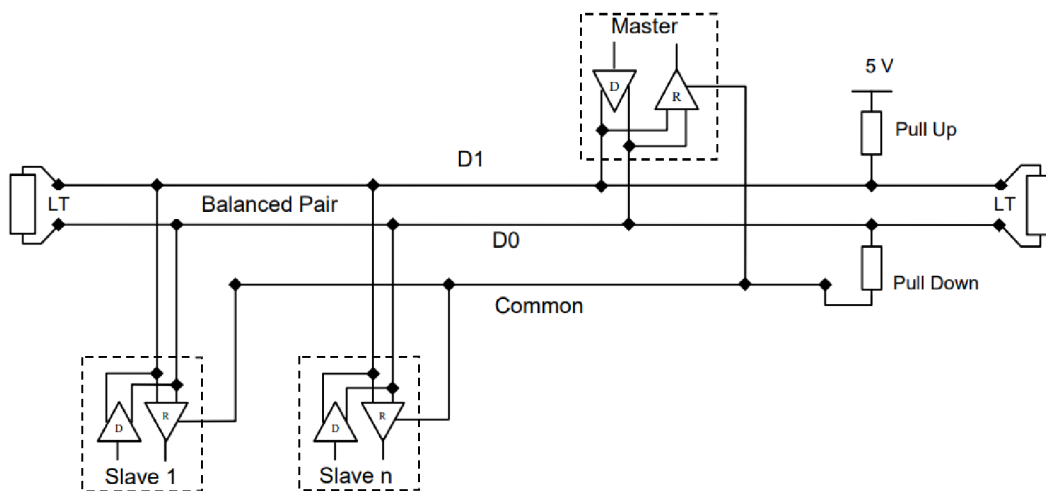 Master
5 V
D
R
Pull Up
D1
LT
Balanced Pair
LT
D0
Pull Down
Common
D
R
D
R
Slave 1
Slave n